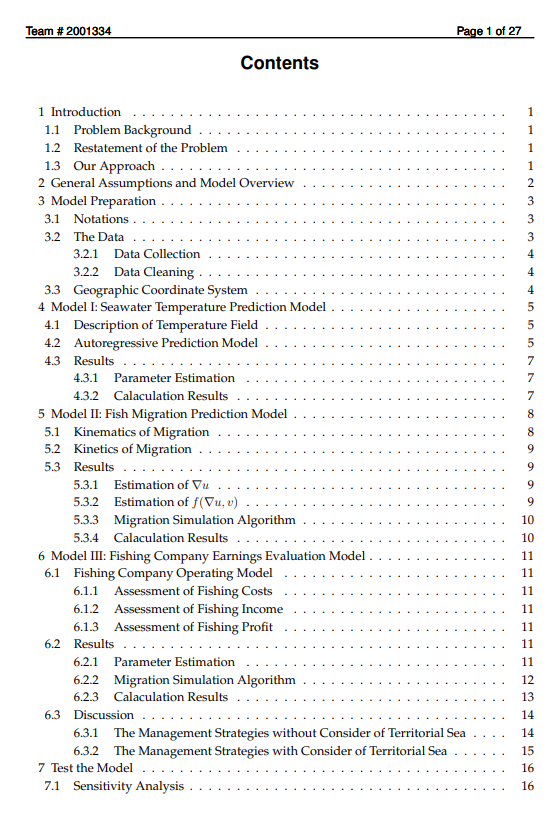 Team # 2001334 Page 1 of 27
Contents
1 Introduction . . . . . . . . . . 1
1.1 Problem Background . . . . . . . . . . 1
1.2 Restatement of the Problem . . . . . . . . . . 1
1.3 Our Approach . . . . . . . . . . 1
2 General Assumptions and Model Overview . . . . . . . . . . 2
3 Model Preparation . . . . . . . . . . 3
3.1 Notations . . . . . . . . . . 3
3.2 The Data . . . . . . . . . . 3
3.2.1 Data Collection . . . . . . . . . . 4
3.2.2 Data Cleaning . . . . . . . . . . 4
3.3 Geographic Coordinate System . . . . . . . . . . 4
4 Model I: Seawater Temperature Prediction Model . . . . . . . . . . 5
4.1 Description of Temperature Field . . . . . . . . . . 5
4.2 Autoregressive Prediction Model . . . . . . . . . . 5
4.3 Results . . . . . . . . . . 7
4.3.1 Parameter Estimation . . . . . . . . . . 7
4.3.2 Calaculation Results . . . . . . . . . . 7
5 Model II: Fish Migration Prediction Model . . . . . . . . . . 8
5.1 Kinematics of Migration . . . . . . . . . . 8
5.2 Kinetics of Migration . . . . . . . . . . 9
5.3 Results . . . . . . . . . . 9
5.3.1 Estimation of ∇u . . . . . . . . . . 9
5.3.2 Estimation of f(∇u, v) . . . . . . . . . . 9
5.3.3 Migration Simulation Algorithm . . . . . . . . . . 10
5.3.4 Calaculation Results . . . . . . . . . . 10
6 Model III: Fishing Company Earnings Evaluation Model . . . . . . . . . . 11
6.1 Fishing Company Operating Model . . . . . . . . . . 11
6.1.1 Assessment of Fishing Costs . . . . . . . . . . 11
6.1.2 Assessment of Fishing Income . . . . . . . . . . 11
6.1.3 Assessment of Fishing Profit . . . . . . . . . . 11
6.2 Results . . . . . . . . . . 11
6.2.1 Parameter Estimation . . . . . . . . . . 11
6.2.2 Migration Simulation Algorithm . . . . . . . . . . 12
6.2.3 Calaculation Results . . . . . . . . . . 13
6.3 Discussion . . . . . . . . . . 14
6.3.1 The Management Strategies without Consider of Territorial Sea . . . . 14
6.3.2 The Management Strategies with Consider of Territorial Sea . . . . . . 15
7 Test the Model . . . . . . . . . . 16
7.1 Sensitivity Analysis . . . . . . . . . . 16